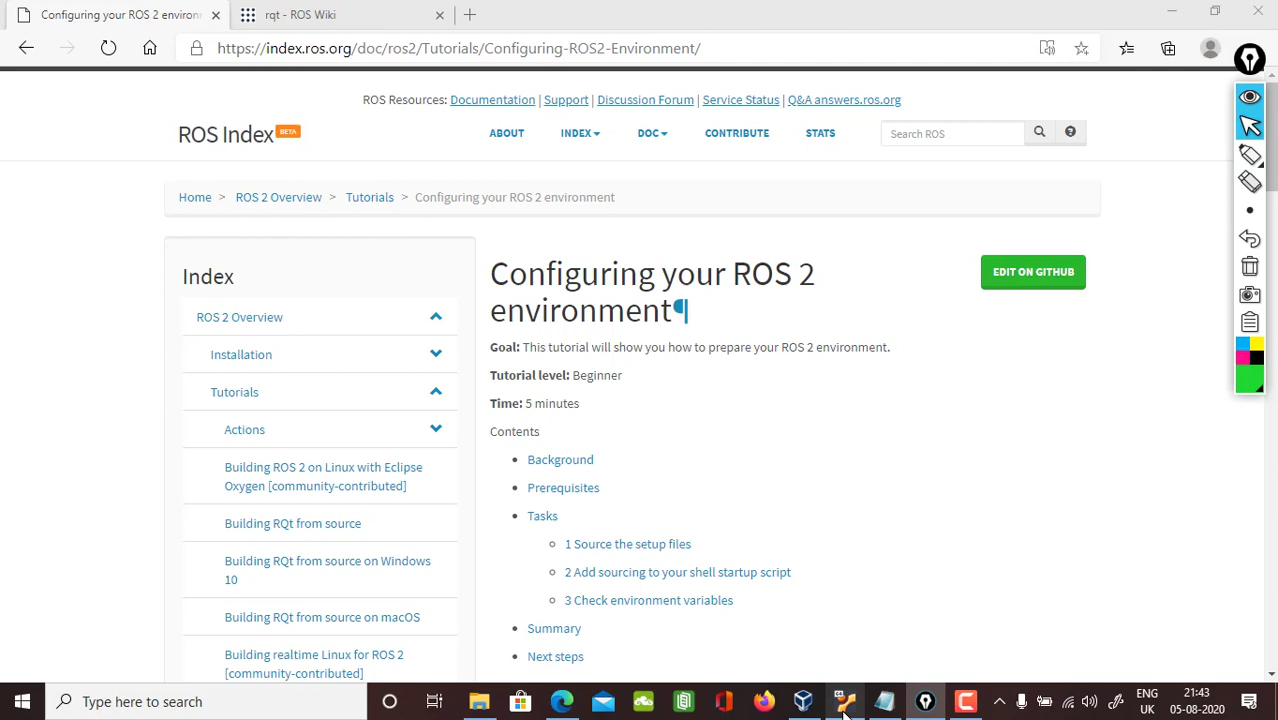 Configuring your ROS 2 environ
rqt - ROS Wiki
https://index.ros.org/doc/ros2/Tutorials/Configuring-ROS2-Environment/
ROS Resources: Documentation | Support | Discussion Forum | Service Status | Q&A answers.ros.org
ROS Index BETA
ABOUT
INDEX
DOC
CONTRIBUTE
STATS
Search ROS
Home > ROS 2 Overview > Tutorials > Configuring your ROS 2 environment
Index
ROS 2 Overview
Installation
Tutorials
Actions
Building ROS 2 on Linux with Eclipse
Oxygen [community-contributed]
Building RQt from source
Building RQt from source on Windows
10
Building RQt from source on macOS
Building realtime Linux for ROS 2
[community-contributed]
Configuring your ROS 2
environment¶
EDIT ON GITHUB
Goal: This tutorial will show you how to prepare your ROS 2 environment.
Tutorial level: Beginner
Time: 5 minutes
Contents
Background
Prerequisites
Tasks
1 Source the setup files
2 Add sourcing to your shell startup script
3 Check environment variables
Summary
Next steps
Type here to search
ENG
UK
21:43
05-08-2020